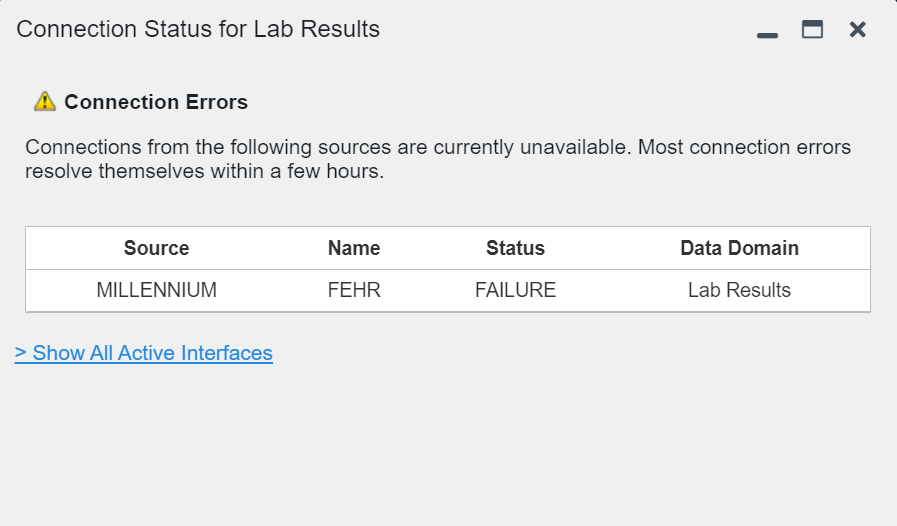 Connection Status for Lab Results
Connection Errors
Connections from the following sources are currently unavailable. Most connection errors
resolve themselves within a few hours.
Source Name Status Data Domain
MILLENNIUM FEHR FAILURE Lab Results
> Show All Active Interfaces